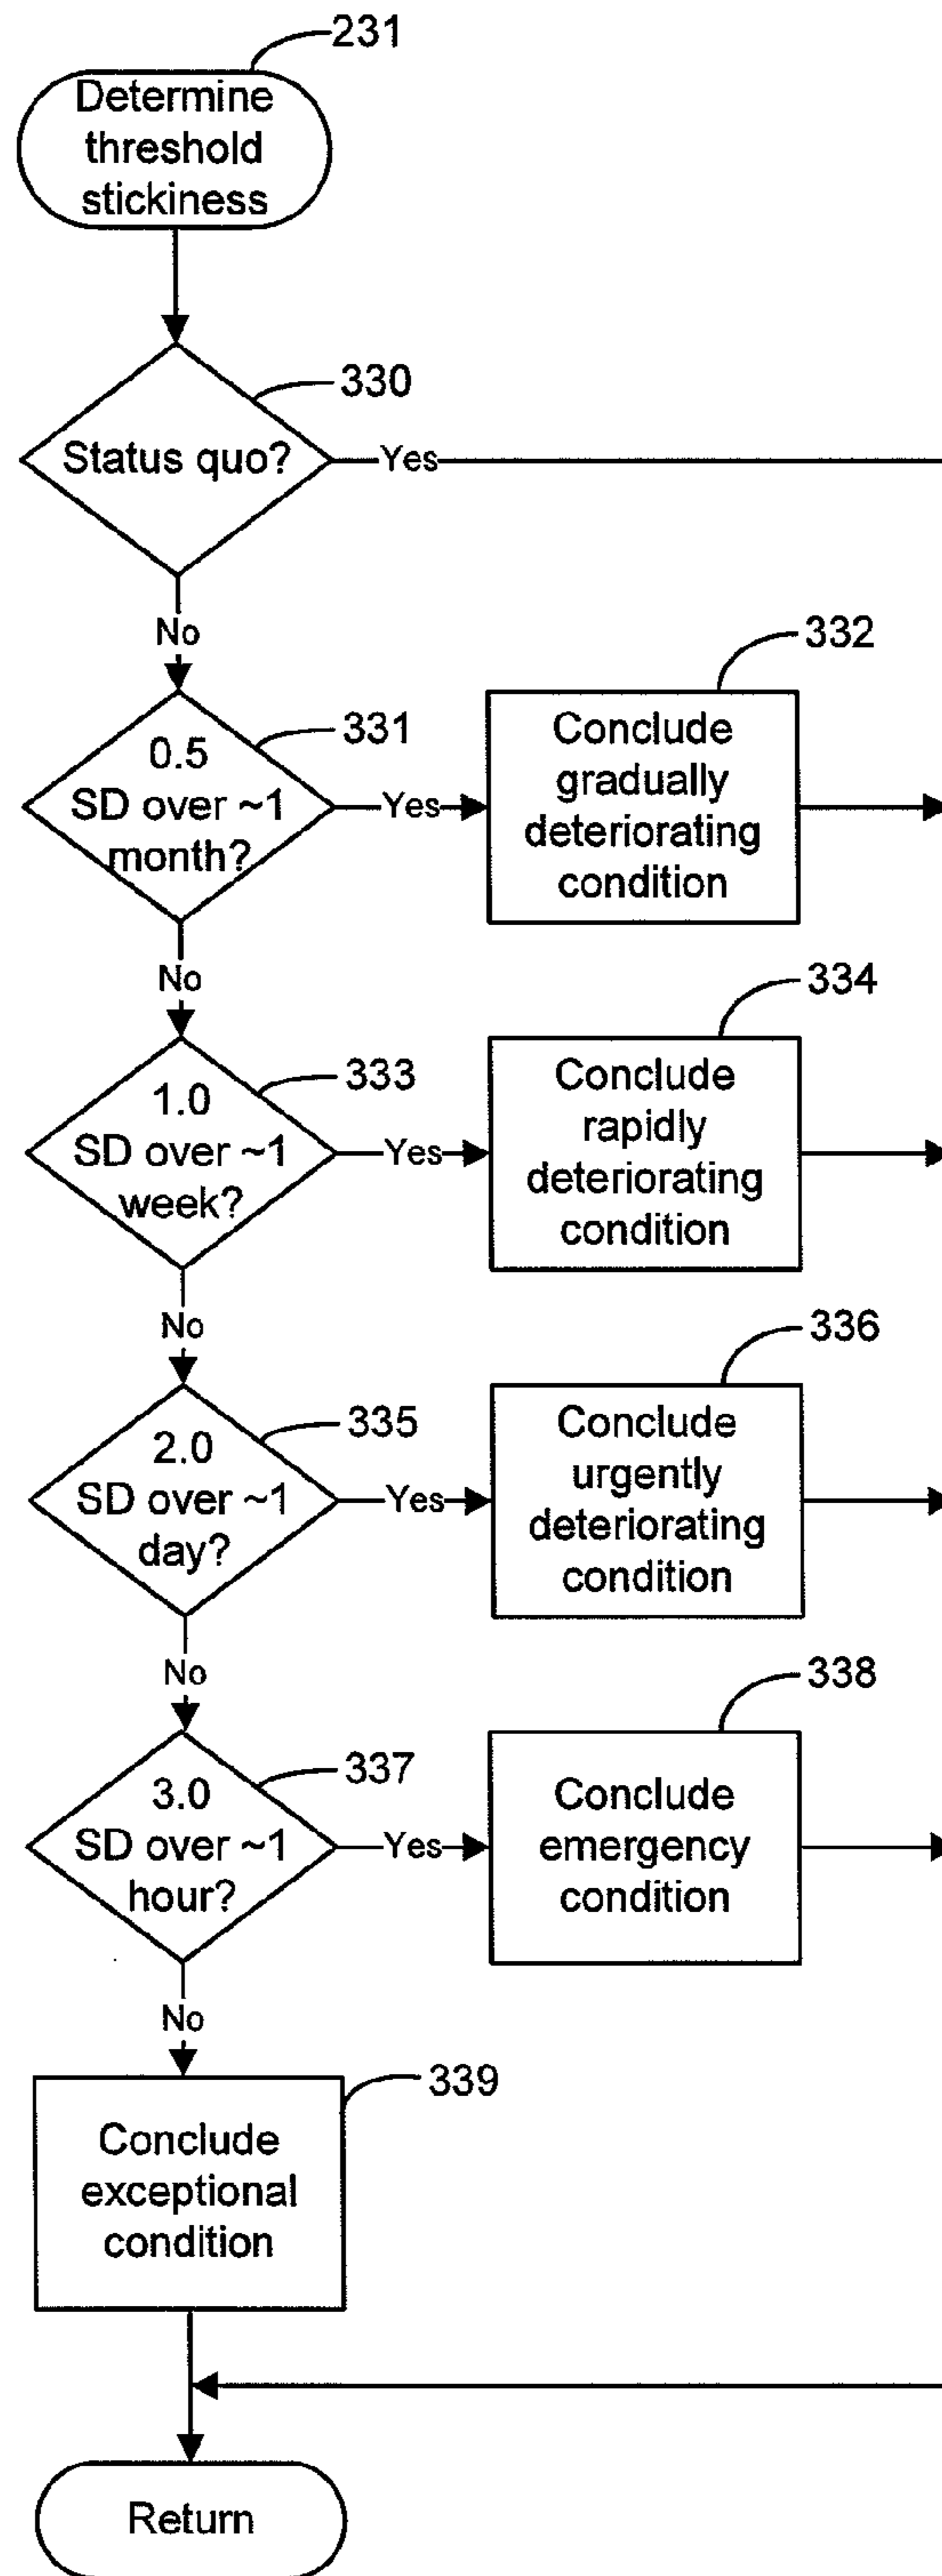 231
Determine
threshold
stickiness
330
Status quo?
Yes
No
331
0.5
SD over ~1
month?
Yes
332
Conclude
gradually
deteriorating
condition
No
333
1.0
SD over ~1
week?
Yes
334
Conclude
rapidly
deteriorating
condition
No
335
2.0
SD over ~1
day?
Yes
336
Conclude
urgently
deteriorating
condition
No
337
3.0
SD over ~1
hour?
Yes
338
Conclude
emergency
condition
No
339
Conclude
exceptional
condition
Return